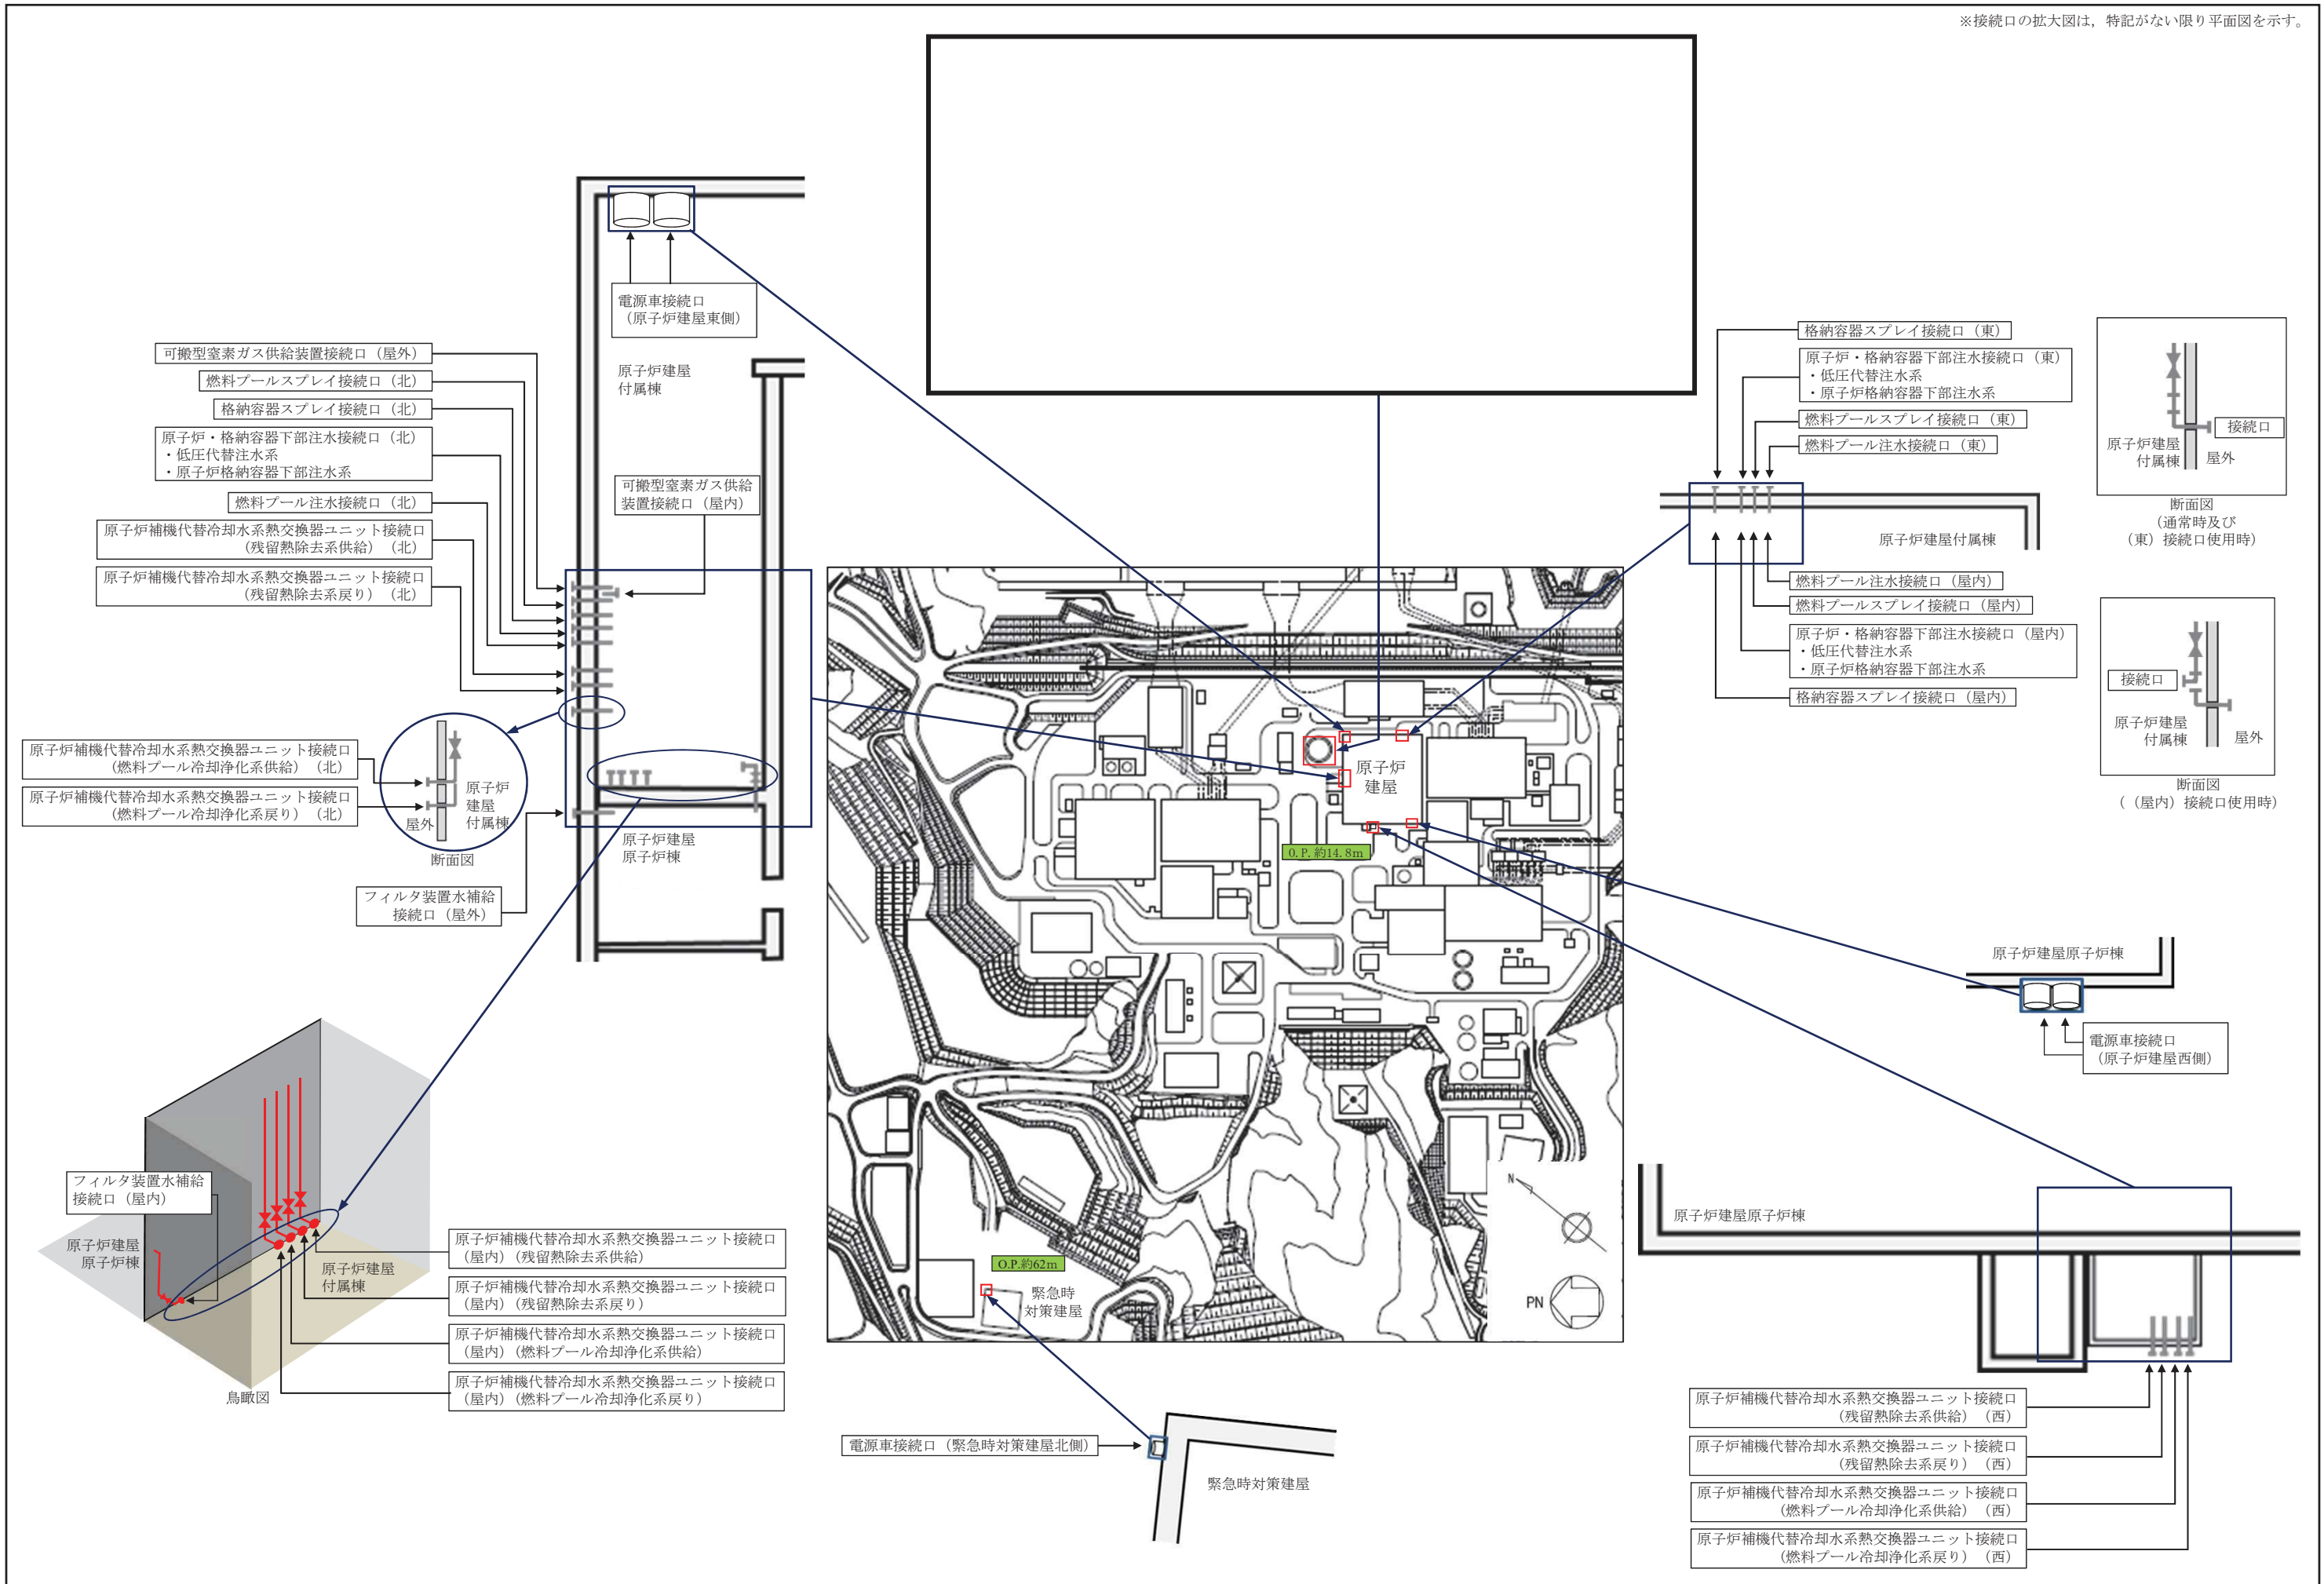 ※接続口の拡大図は，特記がない限り平面図を示す。
電源車接続口
（原子炉建屋東側）
原子炉建屋
付属棟
可搬型窒素ガス供給装置接続口（屋外）
燃料プールスプレイ接続口（北）
格納容器スプレイ接続口（北）
原子炉・格納容器下部注水接続口（北）
・低圧代替注水系
・原子炉格納容器下部注水系
燃料プール注水接続口（北）
原子炉補機代替冷却水系熱交換器ユニット接続口
（残留熱除去系供給）（北）
原子炉補機代替冷却水系熱交換器ユニット接続口
（残留熱除去系戻り）（北）
可搬型窒素ガス供給
装置接続口（屋内）
原子炉補機代替冷却水系熱交換器ユニット接続口
（燃料プール冷却浄化系供給）（北）
原子炉補機代替冷却水系熱交換器ユニット接続口
（燃料プール冷却浄化系戻り）（北）
原子炉
建屋
付属棟
屋外
断面図
フィルタ装置水補給
接続口（屋外）
原子炉建屋
原子炉棟
フィルタ装置水補給
接続口（屋内）
原子炉建屋
原子炉棟
原子炉建屋
付属棟
鳥瞰図
原子炉補機代替冷却水系熱交換器ユニット接続口
（屋内）（残留熱除去系供給）
原子炉補機代替冷却水系熱交換器ユニット接続口
（屋内）（残留熱除去系戻り）
原子炉補機代替冷却水系熱交換器ユニット接続口
（屋内）（燃料プール冷却浄化系供給）
原子炉補機代替冷却水系熱交換器ユニット接続口
（屋内）（燃料プール冷却浄化系戻り）
原子炉
建屋
O.P.約14.8m
O.P.約62m
緊急時
対策建屋
N
PN
電源車接続口（緊急時対策建屋北側）
緊急時対策建屋
格納容器スプレイ接続口（東）
原子炉・格納容器下部注水接続口（東）
・低圧代替注水系
・原子炉格納容器下部注水系
燃料プールスプレイ接続口（東）
燃料プール注水接続口（東）
原子炉建屋付属棟
燃料プール注水接続口（屋内）
燃料プールスプレイ接続口（屋内）
原子炉・格納容器下部注水接続口（屋内）
・低圧代替注水系
・原子炉格納容器下部注水系
格納容器スプレイ接続口（屋内）
接続口
原子炉建屋
付属棟
屋外
断面図
（通常時及び
（東）接続口使用時）
接続口
原子炉建屋
付属棟
屋外
断面図
（（屋内）接続口使用時）
原子炉建屋原子炉棟
電源車接続口
（原子炉建屋西側）
原子炉建屋原子炉棟
原子炉補機代替冷却水系熱交換器ユニット接続口
（残留熱除去系供給）（西）
原子炉補機代替冷却水系熱交換器ユニット接続口
（残留熱除去系戻り）（西）
原子炉補機代替冷却水系熱交換器ユニット接続口
（燃料プール冷却浄化系供給）（西）
原子炉補機代替冷却水系熱交換器ユニット接続口
（燃料プール冷却浄化系戻り）（西）